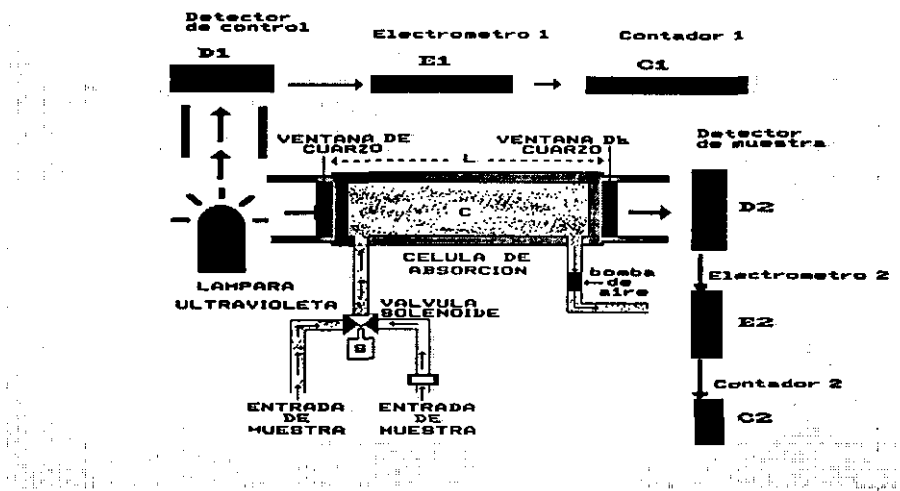 Detector
de control
D1
Electrometro 1
E1
Contador 1
C1
VENTANA DE
CUARZO
L
VENTANA DE
CUARZO
Detector
de muestra
D2
C
CELULA DE
ABSORCION
bomba
de
aire
LAMPARA
ULTRAVIOLETA
VALVULA
SOLENOIDE
S
Electrometro 2
E2
ENTRADA
DE
MUESTRA
ENTRADA
DE
MUESTRA
Contador 2
C2